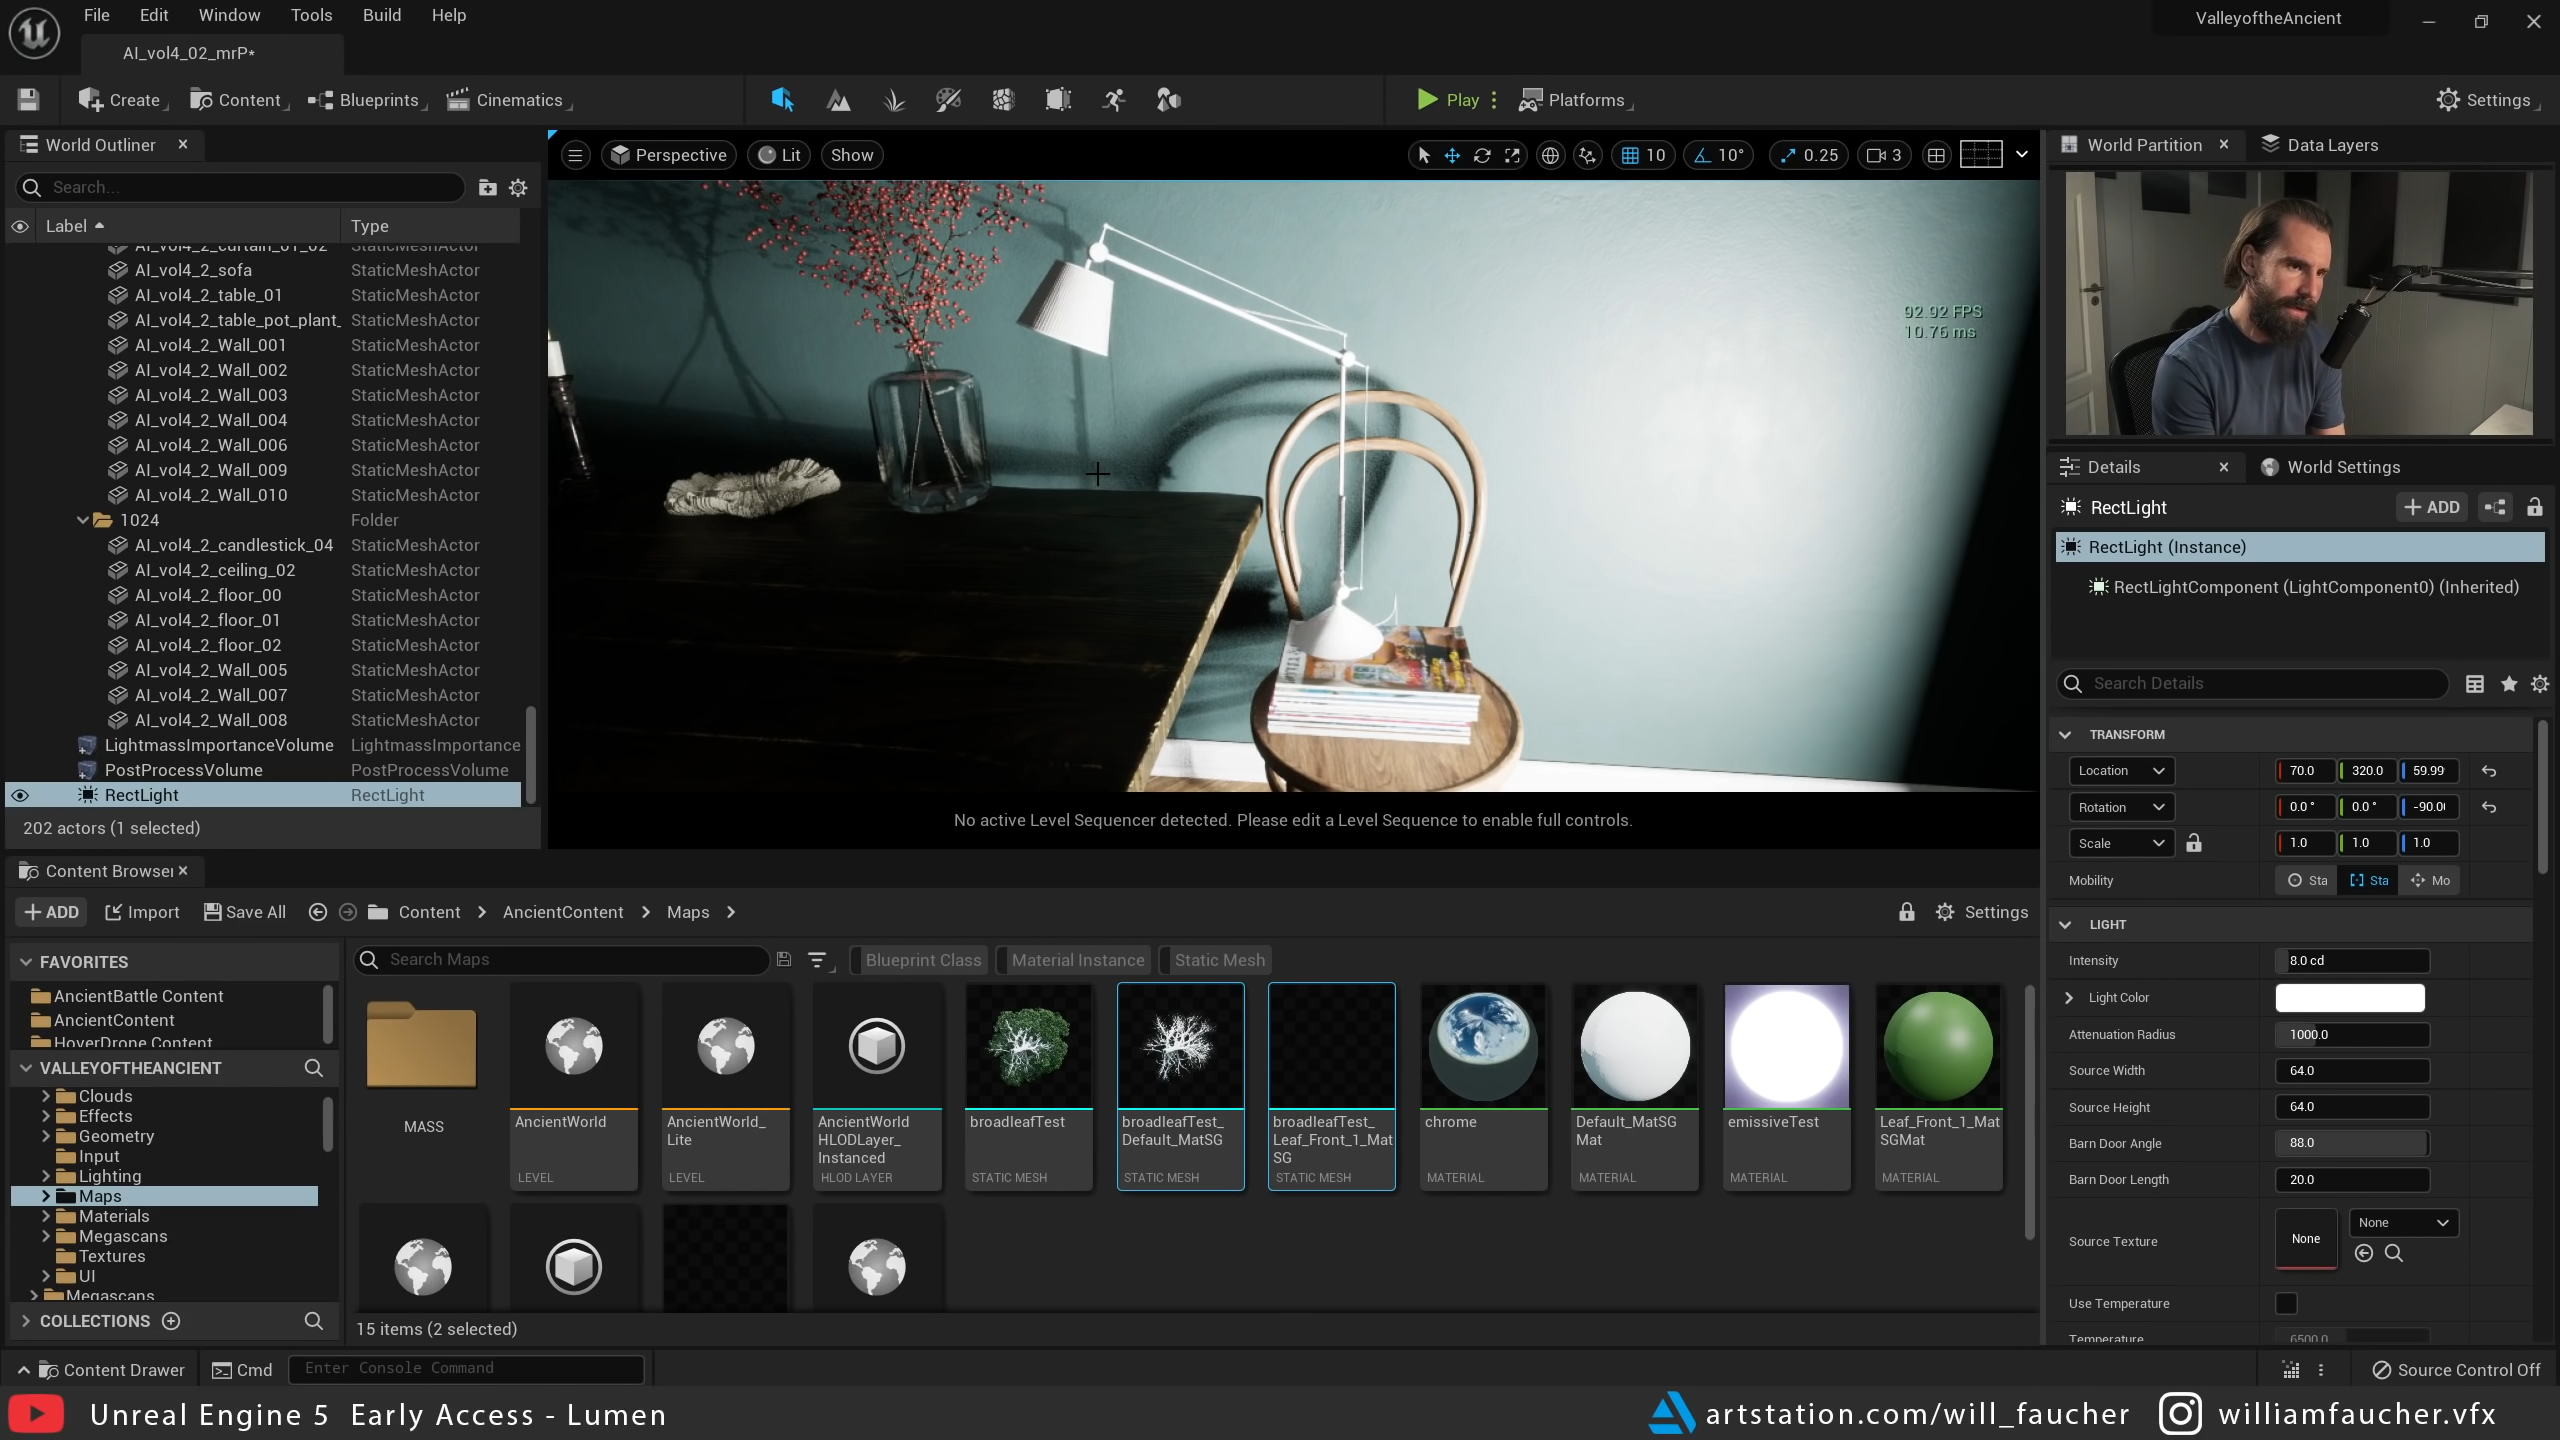 File Edit Window Tools Build Help
ValleyoftheAncient
AI_vol4_02_mrP*
Create Content Blueprints Cinematics
Play Platforms
Settings
World Outliner
Perspective Lit Show
10 10° 0.25 3
World Partition Data Layers
Search...
Label Type
AI_vol4_2_curtain_01_02 StaticMeshActor
AI_vol4_2_sofa StaticMeshActor
AI_vol4_2_table_01 StaticMeshActor
AI_vol4_2_table_pot_plant_ StaticMeshActor
AI_vol4_2_Wall_001 StaticMeshActor
AI_vol4_2_Wall_002 StaticMeshActor
AI_vol4_2_Wall_003 StaticMeshActor
AI_vol4_2_Wall_004 StaticMeshActor
AI_vol4_2_Wall_006 StaticMeshActor
AI_vol4_2_Wall_009 StaticMeshActor
AI_vol4_2_Wall_010 StaticMeshActor
1024 Folder
AI_vol4_2_candlestick_04 StaticMeshActor
AI_vol4_2_ceiling_02 StaticMeshActor
AI_vol4_2_floor_00 StaticMeshActor
AI_vol4_2_floor_01 StaticMeshActor
AI_vol4_2_floor_02 StaticMeshActor
AI_vol4_2_Wall_005 StaticMeshActor
AI_vol4_2_Wall_007 StaticMeshActor
AI_vol4_2_Wall_008 StaticMeshActor
LightmassImportanceVolume LightmassImportance
PostProcessVolume PostProcessVolume
RectLight RectLight
202 actors (1 selected)
92.92 FPS
10.76 ms
No active Level Sequencer detected. Please edit a Level Sequence to enable full controls.
Details World Settings
RectLight
ADD
RectLight (Instance)
RectLightComponent (LightComponent0) (Inherited)
Search Details
TRANSFORM
Location 70.0 320.0 59.99
Rotation 0.0° 0.0° -90.0(
Scale 1.0 1.0 1.0
Mobility Sta Sta Mo
LIGHT
Intensity 8.0 cd
Light Color
Attenuation Radius 1000.0
Source Width 64.0
Source Height 64.0
Barn Door Angle 88.0
Barn Door Length 20.0
Source Texture None None
Use Temperature
Temperature 6500.0
Content Browser
ADD Import Save All Content AncientContent Maps Settings
FAVORITES
AncientBattle Content
AncientContent
HoverDrone Content
VALLEYOFTHEANCIENT
Clouds
Effects
Geometry
Input
Lighting
Maps
Materials
Megascans
Textures
UI
Megascans
COLLECTIONS
Search Maps
Blueprint Class Material Instance Static Mesh
MASS
AncientWorld
LEVEL
AncientWorld_
Lite
LEVEL
AncientWorld
HLODLayer_
Instanced
HLOD LAYER
broadleafTest
STATIC MESH
broadleafTest_
Default_MatSG
STATIC MESH
broadleafTest_
Leaf_Front_1_Mat
SG
STATIC MESH
chrome
MATERIAL
Default_MatSG
Mat
MATERIAL
emissiveTest
MATERIAL
Leaf_Front_1_Mat
SGMat
MATERIAL
15 items (2 selected)
Content Drawer Cmd Enter Console Command
Source Control Off
Unreal Engine 5 Early Access - Lumen
artstation.com/will_faucher
williamfaucher.vfx